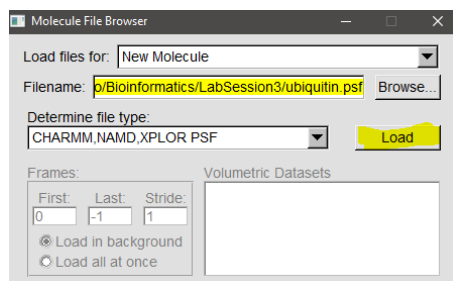 Molecule File Browser
Load files for: New Molecule
Filename: o/Bioinformatics/LabSession3/ubiquitin.psf Browse...
Determine file type:
CHARMM,NAMD,XPLOR PSF Load
Frames: Volumetric Datasets
First: Last: Stride:
0 -1 1
Load in background
Load all at once